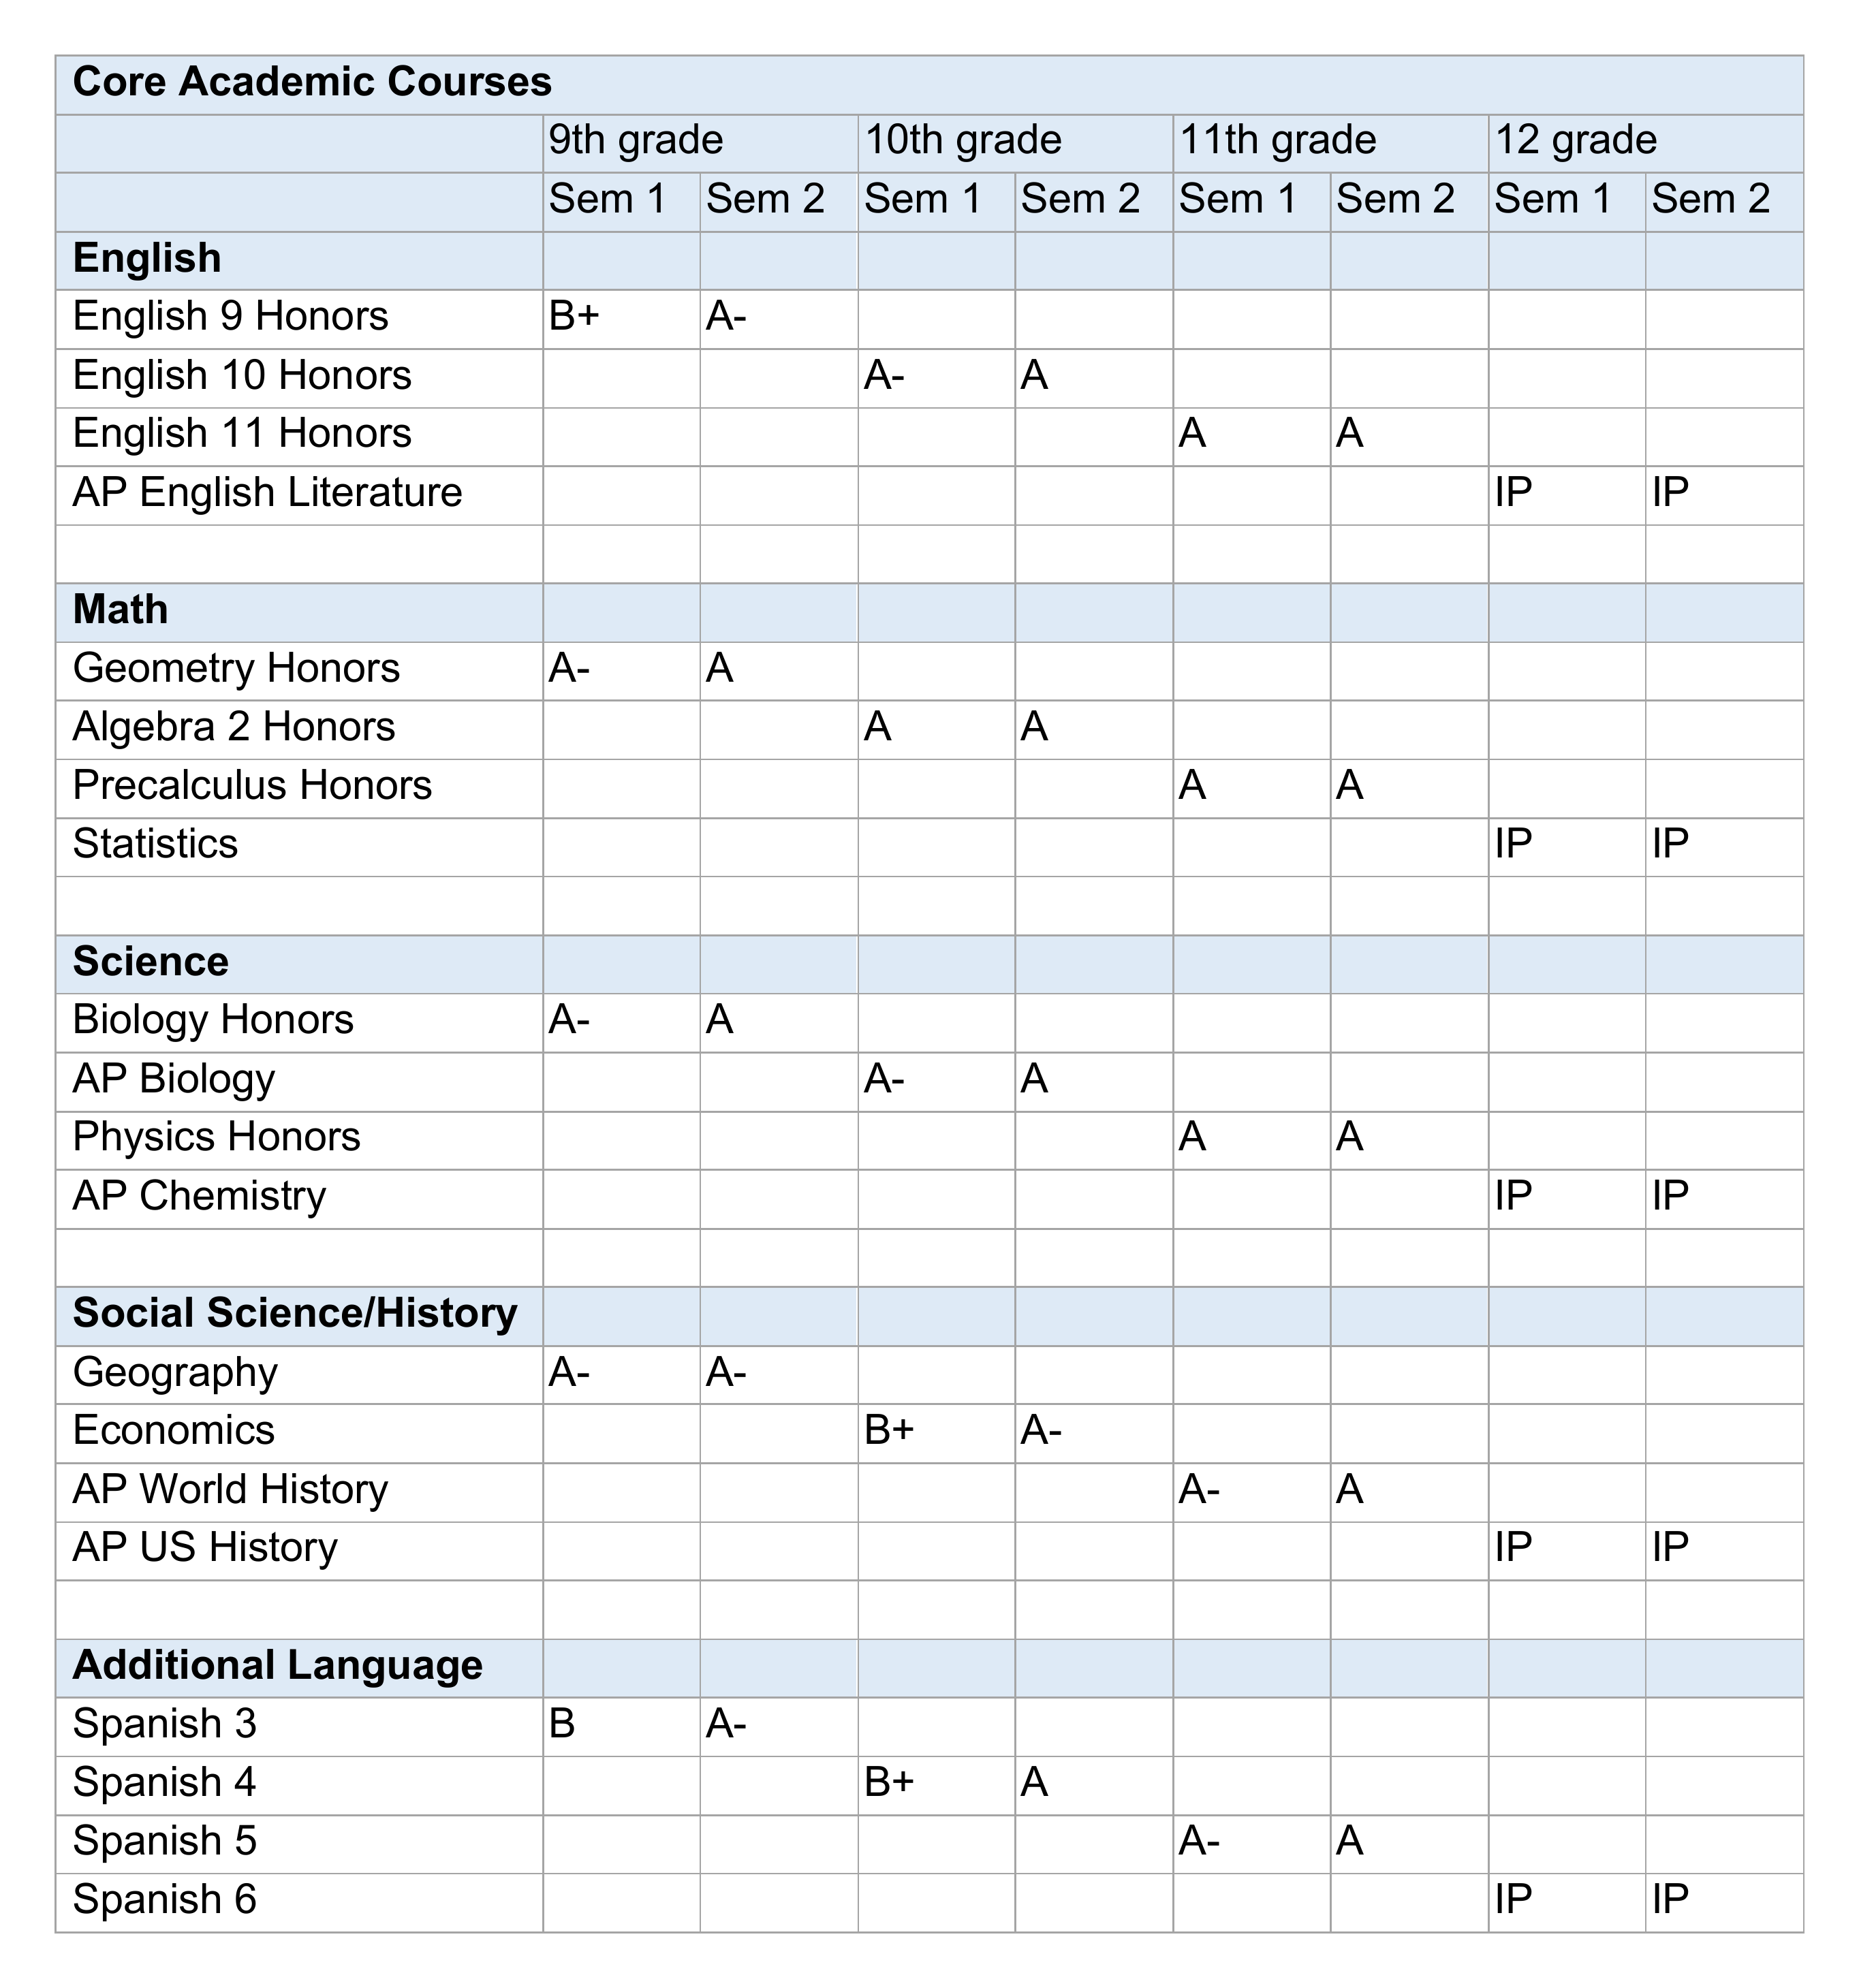 Core Academic Courses
9th grade 10th grade 11th grade 12 grade
Sem 1 Sem 2 Sem 1 Sem 2 Sem 1 Sem 2 Sem 1 Sem 2
English
English 9 Honors B+ A-
English 10 Honors A- A
English 11 Honors A A
AP English Literature IP IP
Math
Geometry Honors A- A
Algebra 2 Honors A A
Precalculus Honors A A
Statistics IP IP
Science
Biology Honors A- A
AP Biology A- A
Physics Honors A A
AP Chemistry IP IP
Social Science/History
Geography A- A-
Economics B+ A-
AP World History A- A
AP US History IP IP
Additional Language
Spanish 3 B A-
Spanish 4 B+ A
Spanish 5 A- A
Spanish 6 IP IP